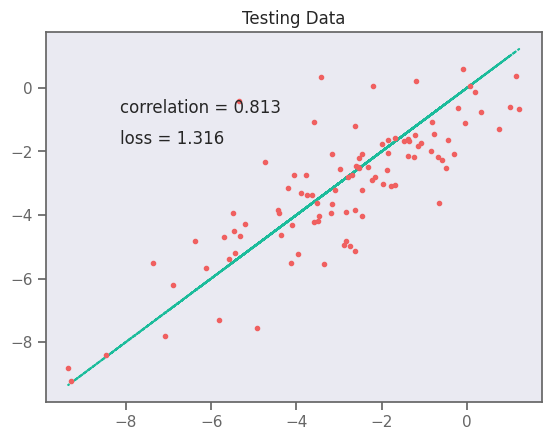 Testing Data
correlation = 0.813
loss = 1.316
0
−2
−4
−6
−8
−8 −6 −4 −2 0